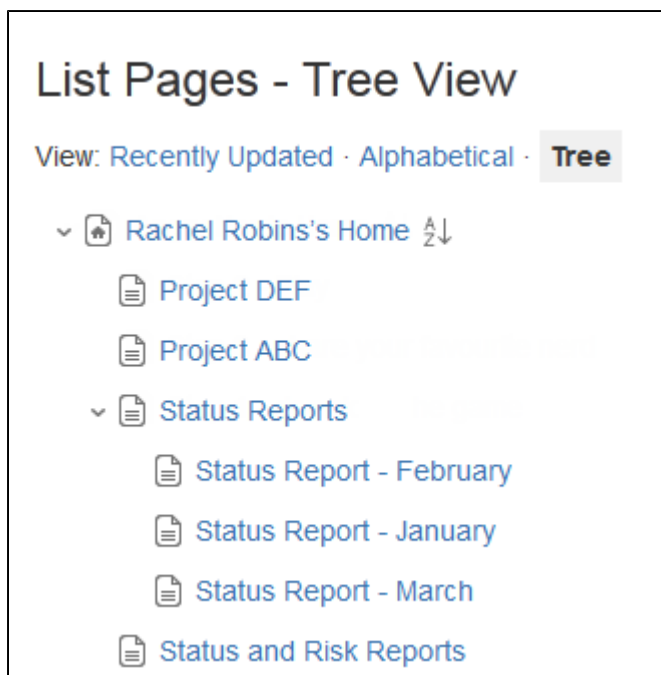 List Pages - Tree View
View: Recently Updated · Alphabetical · Tree
Rachel Robins's Home AZ↓
Project DEF
Project ABC
Status Reports
Status Report - February
Status Report - January
Status Report - March
Status and Risk Reports